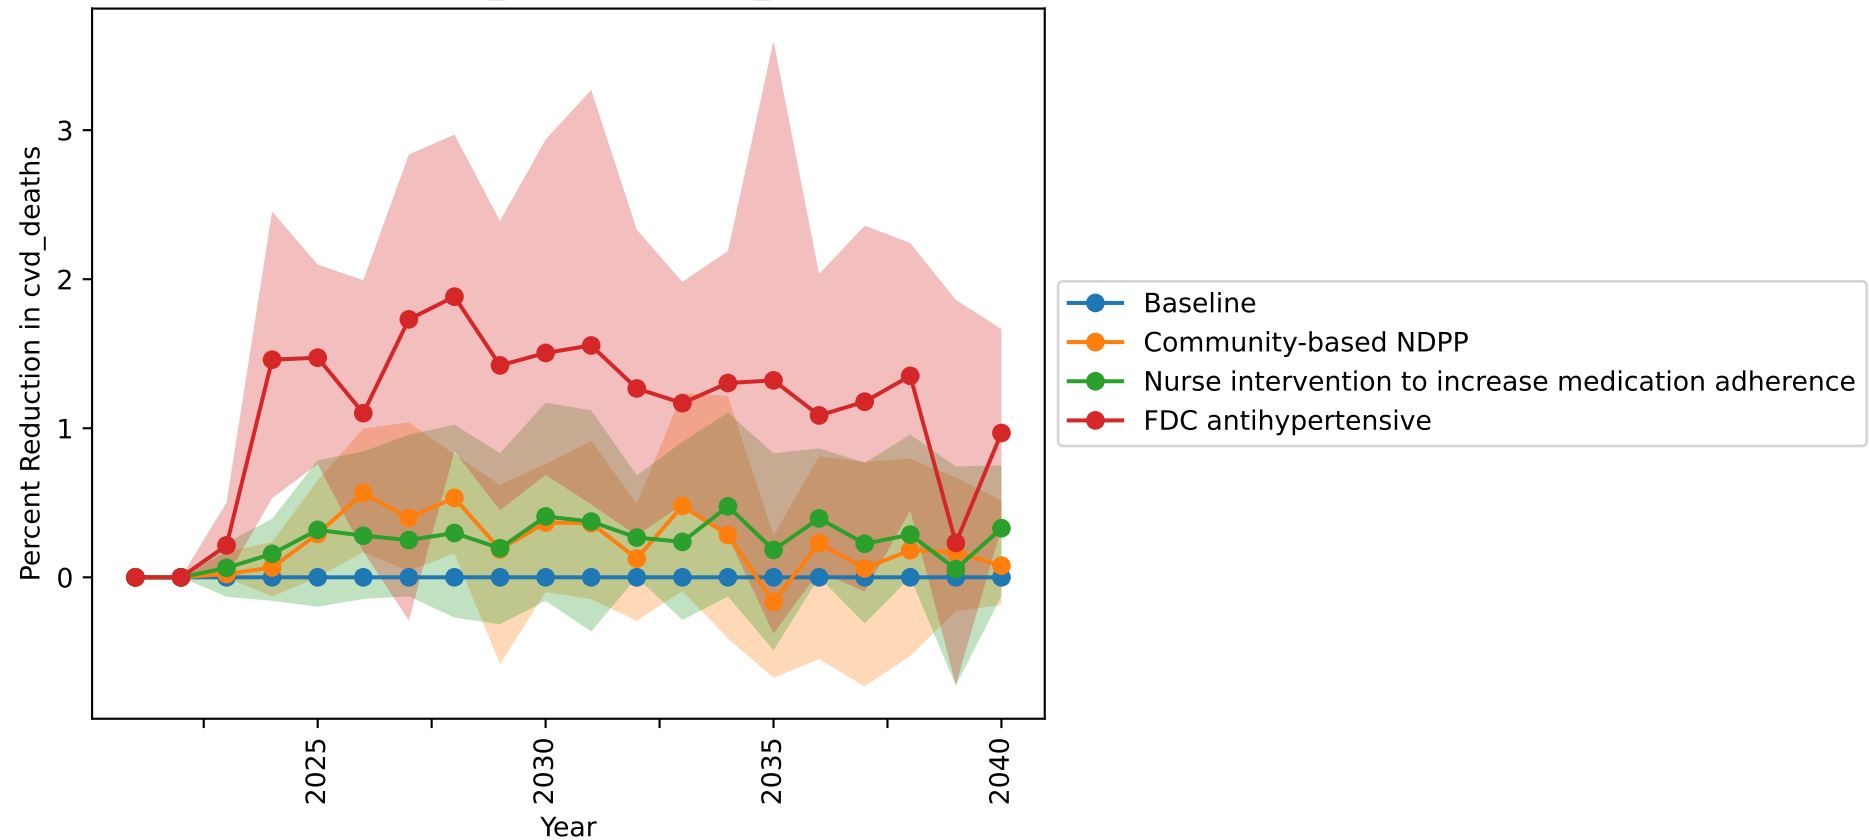 Percent Reduction in cvd_deaths
3
2
1
0
2025
2030
2035
2040
Year
Baseline
Community-based NDPP
Nurse intervention to increase medication adherence
FDC antihypertensive